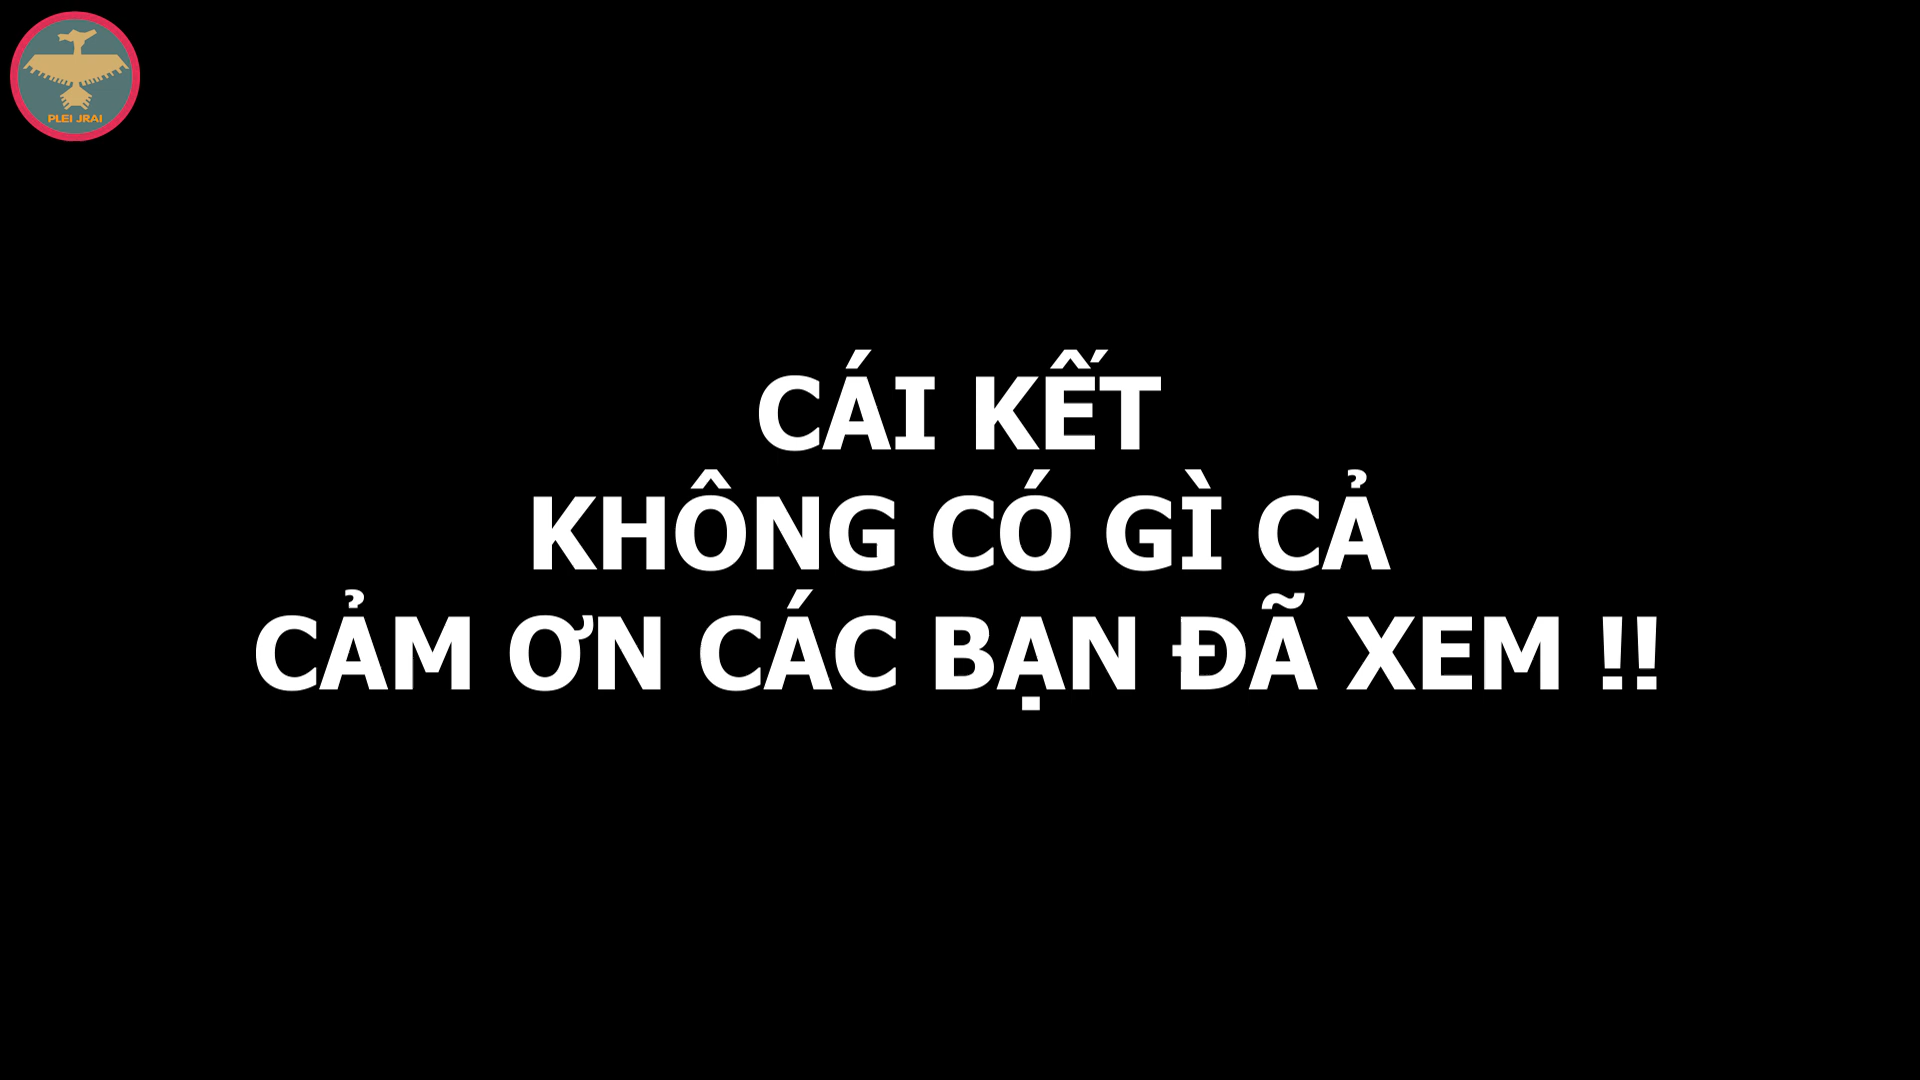 PLEI JRAI
CÁI KẾT
KHÔNG CÓ GÌ CẢ
CẢM ƠN CÁC BẠN ĐÃ XEM !!